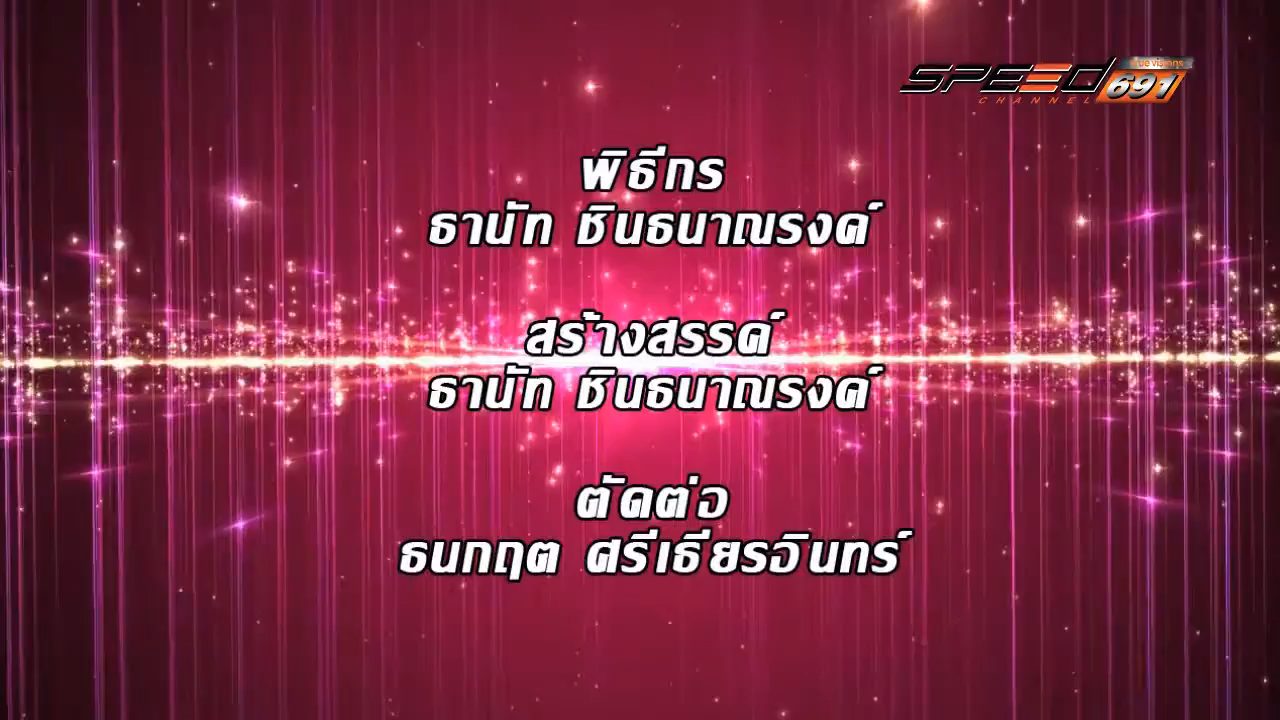 true visions
SPEED 691
CHANNEL
พิธีกร
ธานัท ชินธนาณรงค์
สร้างสรรค์
ธานัท ชินธนาณรงค์
ตัดต่อ
ธนกฤต ศรีเธียรอินทร์